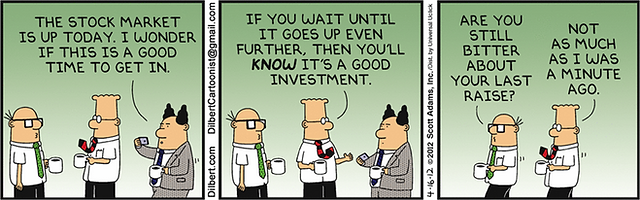 THE STOCK MARKET
IS UP TODAY. I WONDER
IF THIS IS A GOOD
TIME TO GET IN.
Dilbert.com DilbertCartoonist@gmail.com
IF YOU WAIT UNTIL
IT GOES UP EVEN
FURTHER, THEN YOU'LL
KNOW IT'S A GOOD
INVESTMENT.
4-16-12 ©2012 Scott Adams, Inc. /Dist. by Universal Uclick
ARE YOU
STILL
BITTER
ABOUT
YOUR LAST
RAISE?
NOT
AS MUCH
AS I WAS
A MINUTE
AGO.